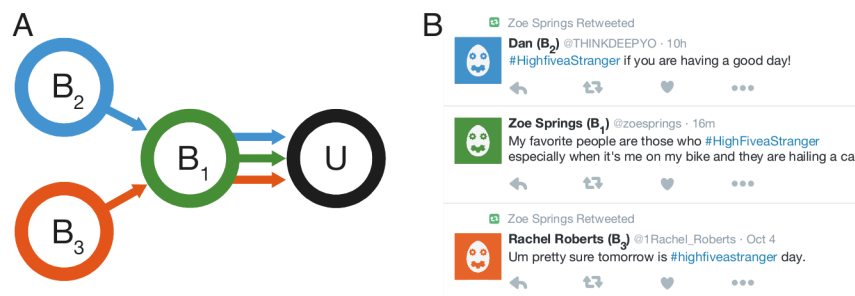 A
B2
B1
U
B3
B
Zoe Springs Retweeted
Dan (B2) @THINKDEEPYO · 10h
#HighfiveaStranger if you are having a good day!
Zoe Springs (B1) @zoesprings · 16m
My favorite people are those who #HighFiveaStranger
especially when it's me on my bike and they are hailing a ca
Zoe Springs Retweeted
Rachel Roberts (B3) @1Rachel_Roberts · Oct 4
Um pretty sure tomorrow is #highfiveastranger day.